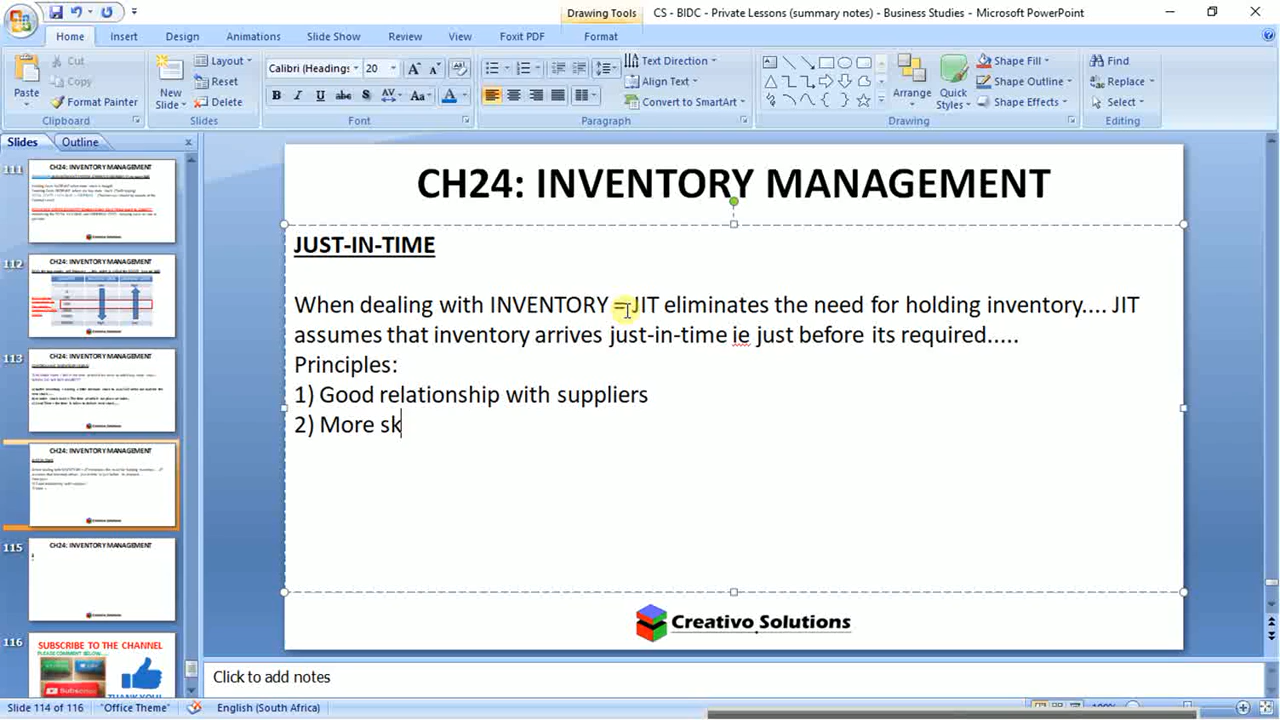 Drawing Tools
CS - BIDC - Private Lessons (summary notes) - Business Studies - Microsoft PowerPoint
Home Insert Design Animations Slide Show Review View Foxit PDF Format
Paste Cut Copy Format Painter
Clipboard
New Slide Layout Reset Delete
Slides
Calibri (Headings 20
B I U abc S AV Aa A
Font
Text Direction
Align Text
Convert to SmartArt
Paragraph
Arrange Quick Styles Shape Fill Shape Outline Shape Effects
Drawing
Find
Replace
Select
Editing
Slides Outline
111
CH24: INVENTORY MANAGEMENT
112
CH24: INVENTORY MANAGEMENT
113
CH24: INVENTORY MANAGEMENT
CH24: INVENTORY MANAGEMENT
115
CH24: INVENTORY MANAGEMENT
116
SUBSCRIBE TO THE CHANNEL
CH24: INVENTORY MANAGEMENT
JUST-IN-TIME
When dealing with INVENTORY = JIT eliminates the need for holding inventory.... JIT
assumes that inventory arrives just-in-time ie just before its required.....
Principles:
1) Good relationship with suppliers
2) More sk
Creativo Solutions
Click to add notes
Slide 114 of 116 "Office Theme" English (South Africa) 100%